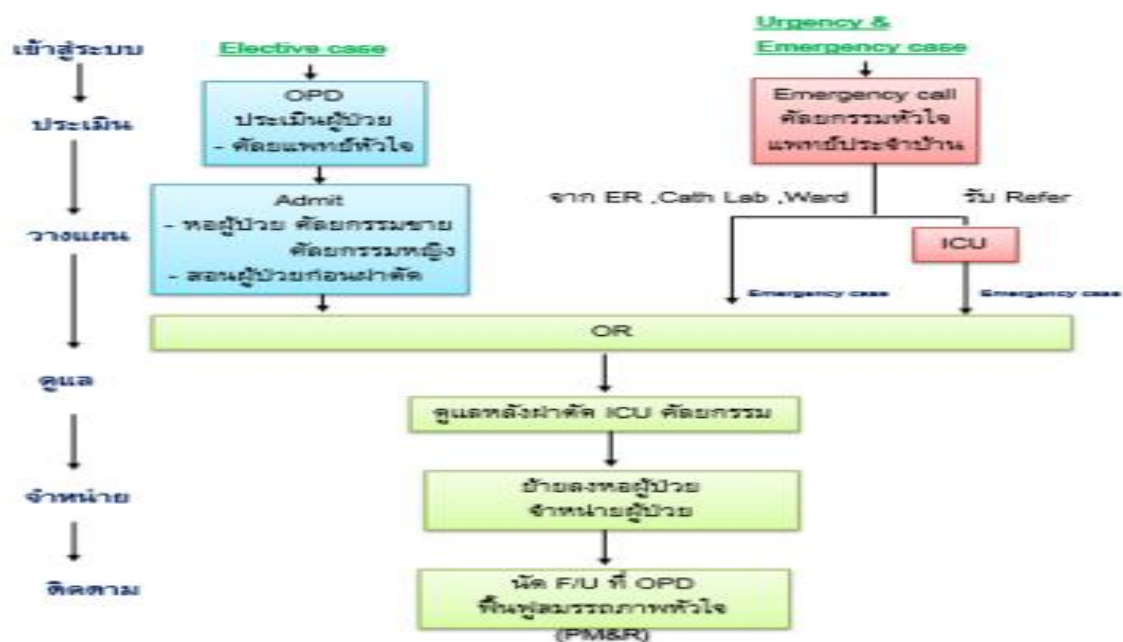 เข้าสู่ระบบ
ประเมิน
วางแผน
ดูแล
จำหน่าย
ติดตาม
Elective case
OPD
ประเมินผู้ป่วย
- ศัลยแพทย์หัวใจ
Admit
- หอผู้ป่วย ศัลยกรรมชาย
ศัลยกรรมหญิง
- สอนผู้ป่วยก่อนผ่าตัด
Urgency &
Emergency case
Emergency call
ศัลยกรรมหัวใจ
แพทย์ประจำบ้าน
จาก ER ,Cath Lab ,Ward
รับ Refer
ICU
Emergency case
Emergency case
OR
ดูแลหลังผ่าตัด ICU ศัลยกรรม
ย้ายลงหอผู้ป่วย
จำหน่ายผู้ป่วย
นัด F/U ที่ OPD
ฟื้นฟูสมรรถภาพหัวใจ
(PM&R)